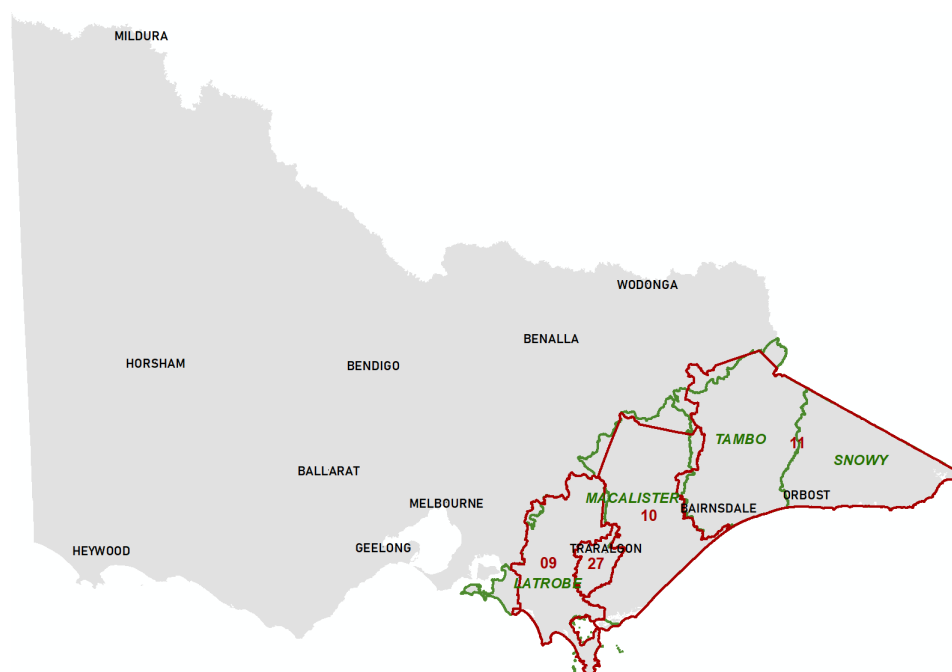 MILDURA
WODONGA
BENALLA
HORSHAM
BENDIGO
TAMBO
11
SNOWY
BALLARAT
MACALISTER
ORBOST
MELBOURNE
10
BAIRNSDALE
HEYWOOD
GEELONG
TRARALGON
09
27
LATROBE